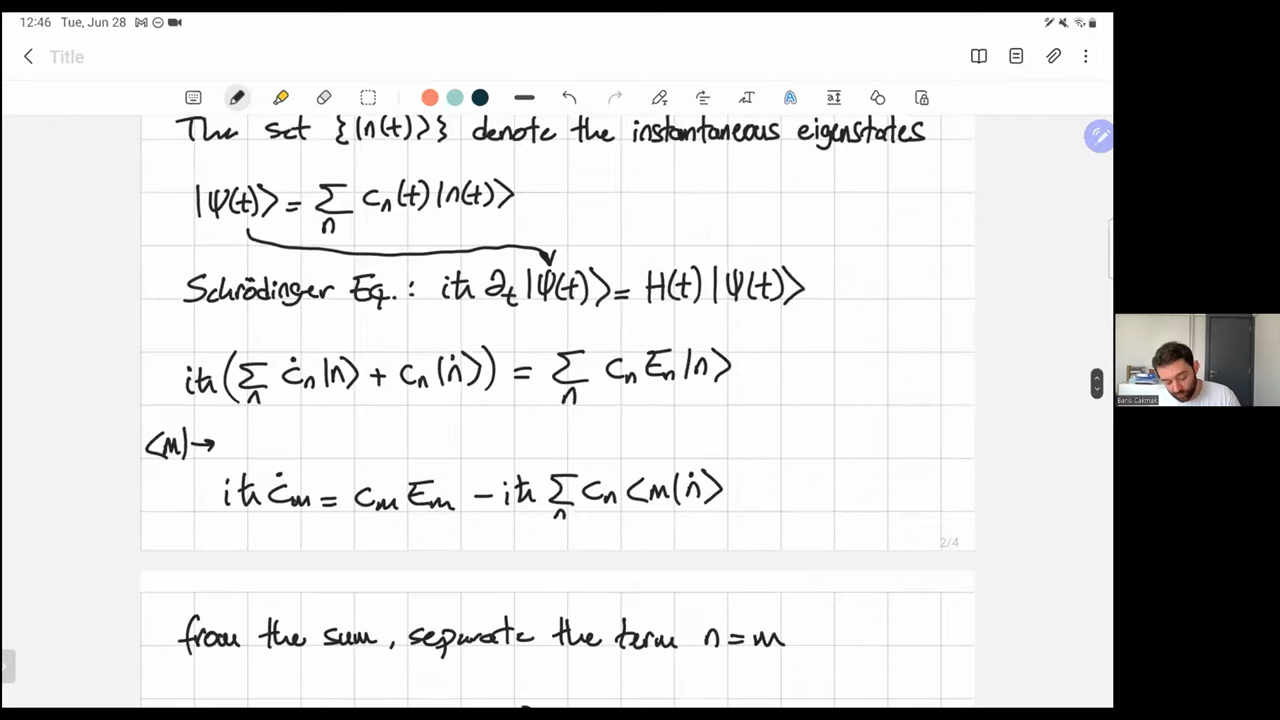 12:46 Tue, Jun 28
Title
The set {|n(t)>} denote the instantaneous eigenstates
|Ψ(t)> = Σ_n c_n(t)|n(t)>
Schrödinger Eq.: iħ ∂_t |Ψ(t)> = H(t)|Ψ(t)>
iħ(Σ_n ċ_n|n> + c_n|ṅ>) = Σ_n c_n E_n|n>
<m|→
iħ ċ_m = c_m E_m − iħ Σ_n c_n <m|ṅ>
2/4
from the sum, separate the term n = m
Baris Cakmak